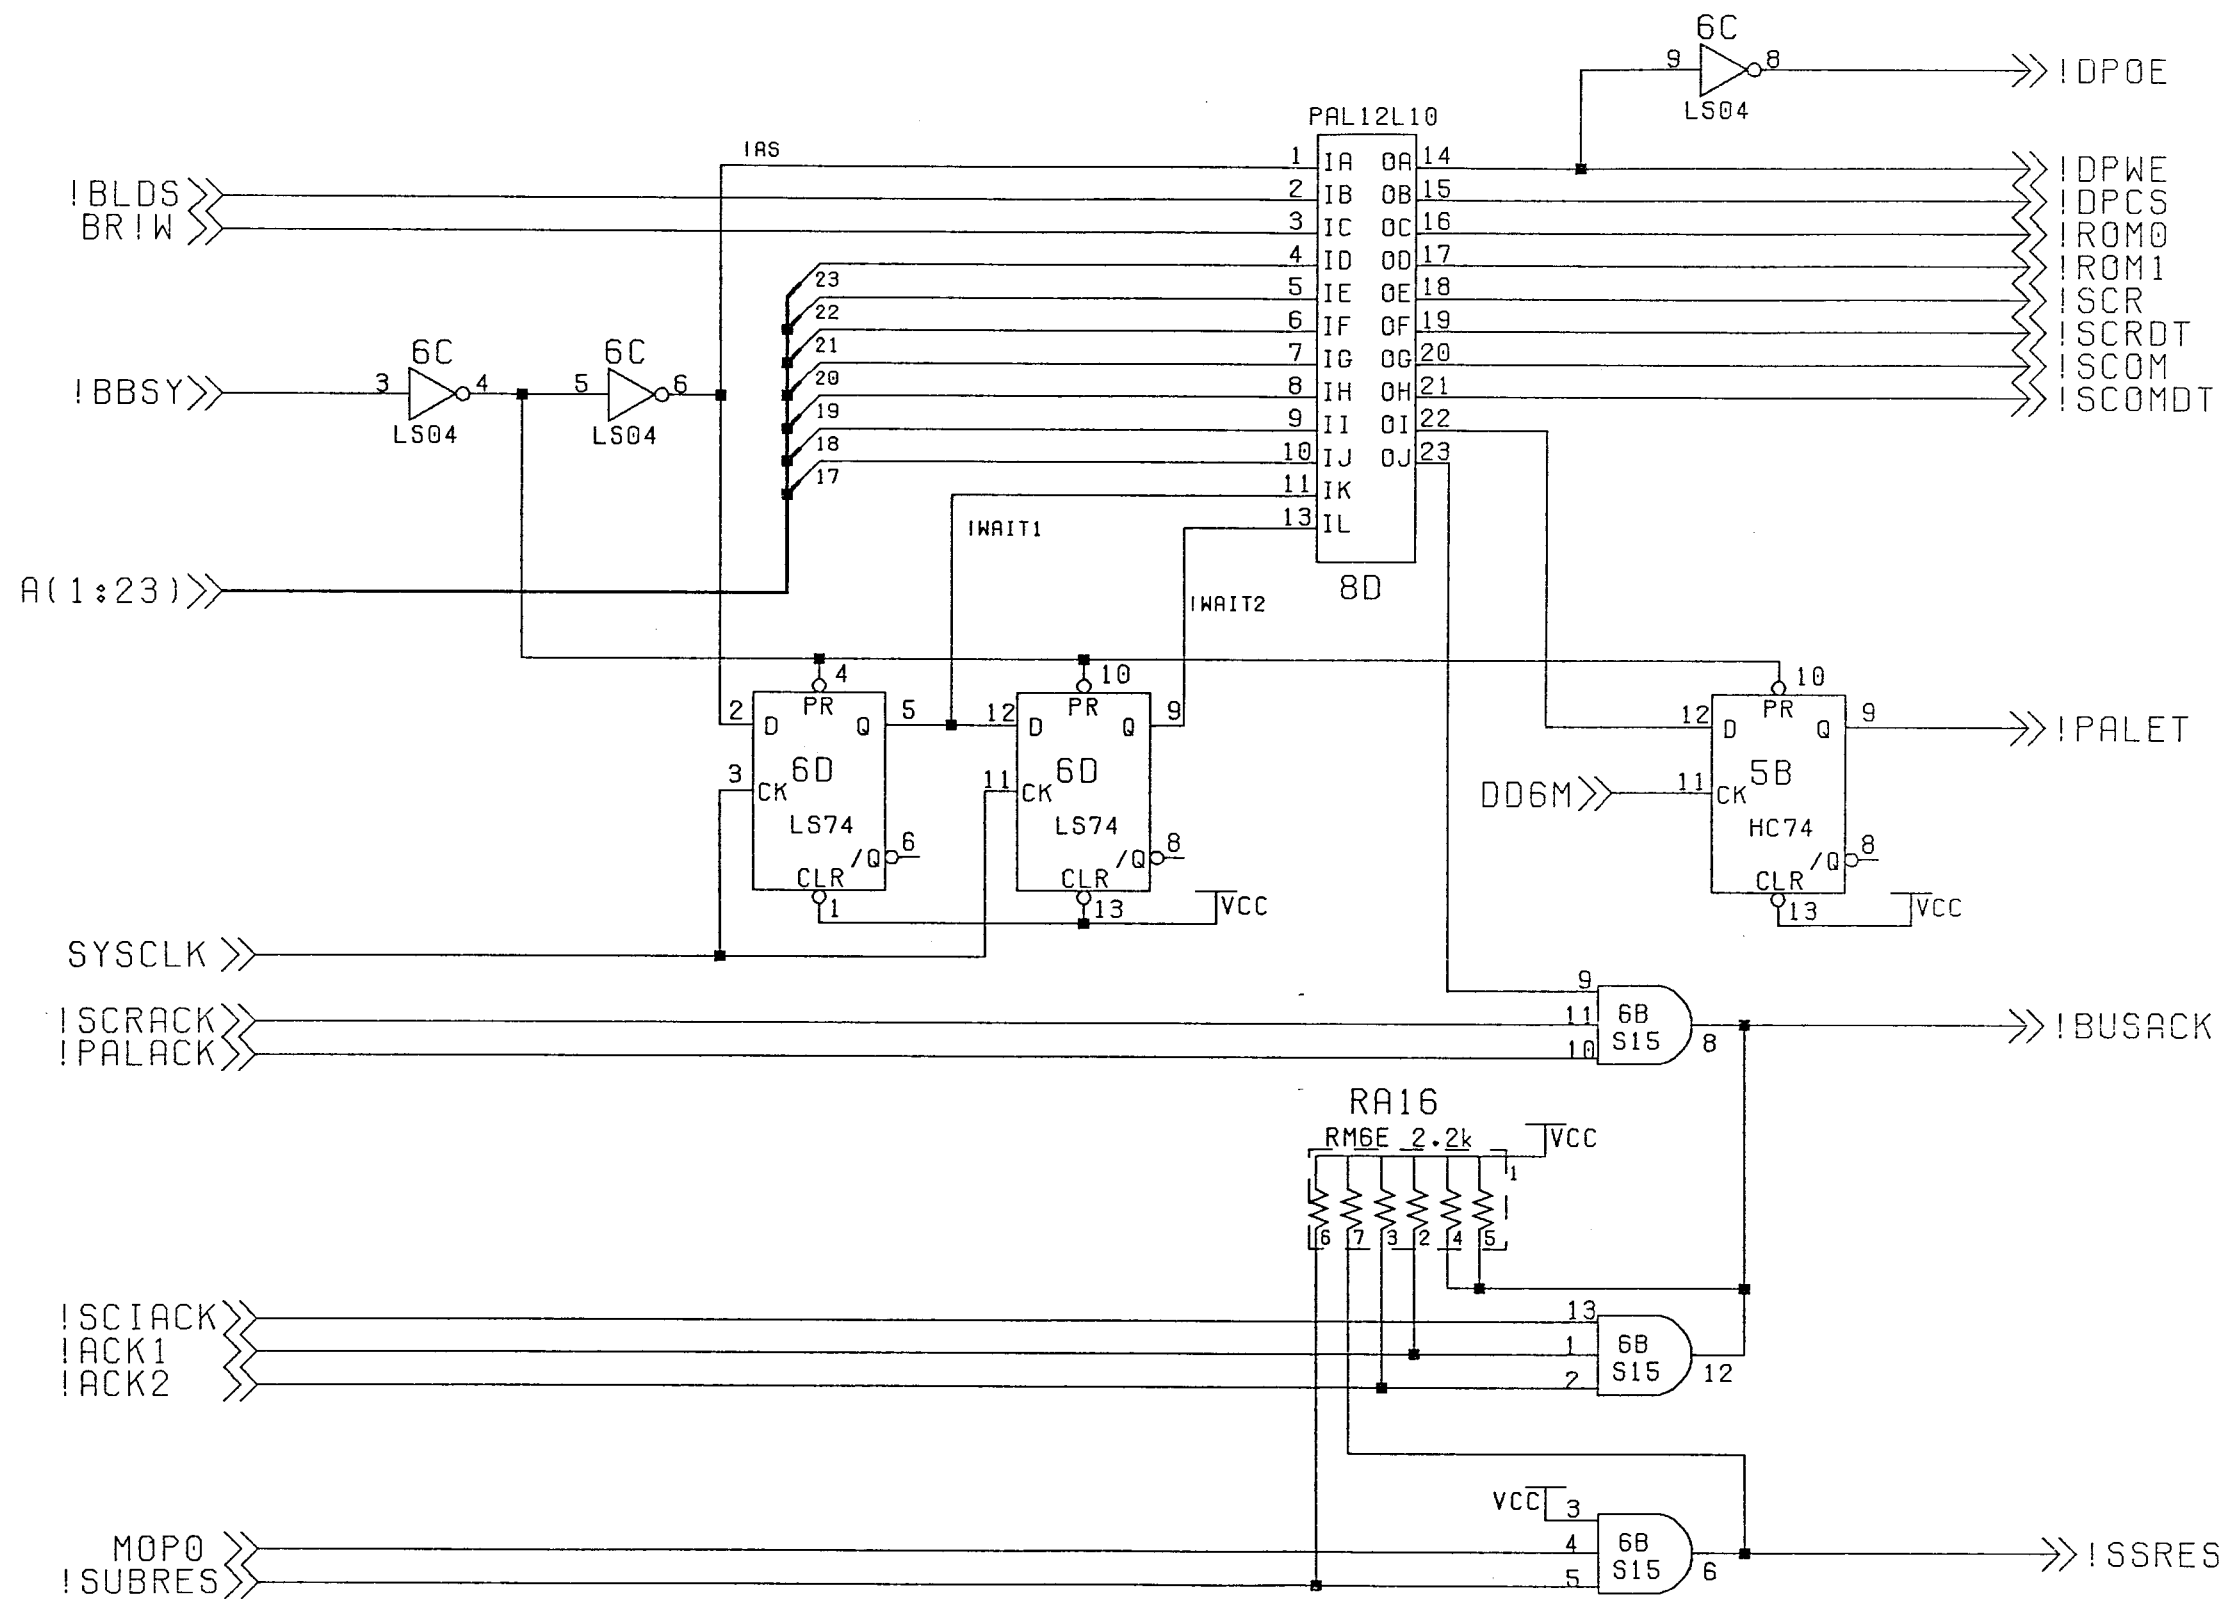 6C
9 8 !DPOE
LS04
PAL12L10
!AS 1 IA OA 14 !DPWE
!BLDS 2 IB OB 15 !DPCS
BR!W 3 IC OC 16 !ROM0
4 ID OD 17 !ROM1
23
5 IE OE 18 !SCR
22
6 IF OF 19 !SCRDT
21
7 IG OG 20 !SCOM
20
8 IH OH 21 !SCOMDT
19
9 II OI 22
18
10 IJ OJ 23
17
11 IK
!WAIT1
13 IL
8D
6C 6C
!BBSY 3 4 5 6
LS04 LS04
A(1:23)
!WAIT2
4 10 10
PR PR PR
2 D Q 5 12 D Q 9 12 D Q 9 !PALET
6D 6D 5B
3 CK 11 CK DD6M 11 CK
LS74 LS74 HC74
/Q 6 /Q 8 /Q 8
CLR CLR CLR
1 13 VCC 13 VCC
SYSCLK
9
!SCRACK 11 6B !BUSACK
!PALACK 10 S15 8
RA16
RM6E 2.2k VCC
1
6 7 3 2 4 5
!SCIACK 13
!ACK1 1 6B
!ACK2 2 S15 12
VCC 3
MOP0 4 6B !SSRES
!SUBRES 5 S15 6